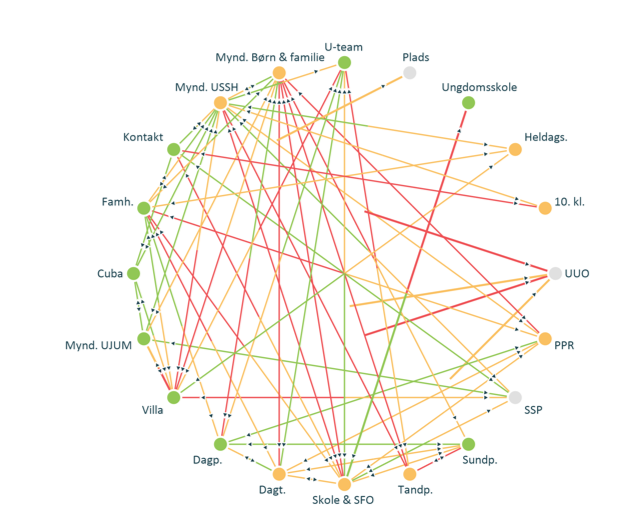 U-team
Mynd. Børn & familie
Plads
Mynd. USSH
Ungdomsskole
Kontakt
Heldags.
Famh.
10. kl.
Cuba
UUO
Mynd. UJUM
PPR
Villa
SSP
Dagp.
Sundp.
Dagt.
Tandp.
Skole & SFO